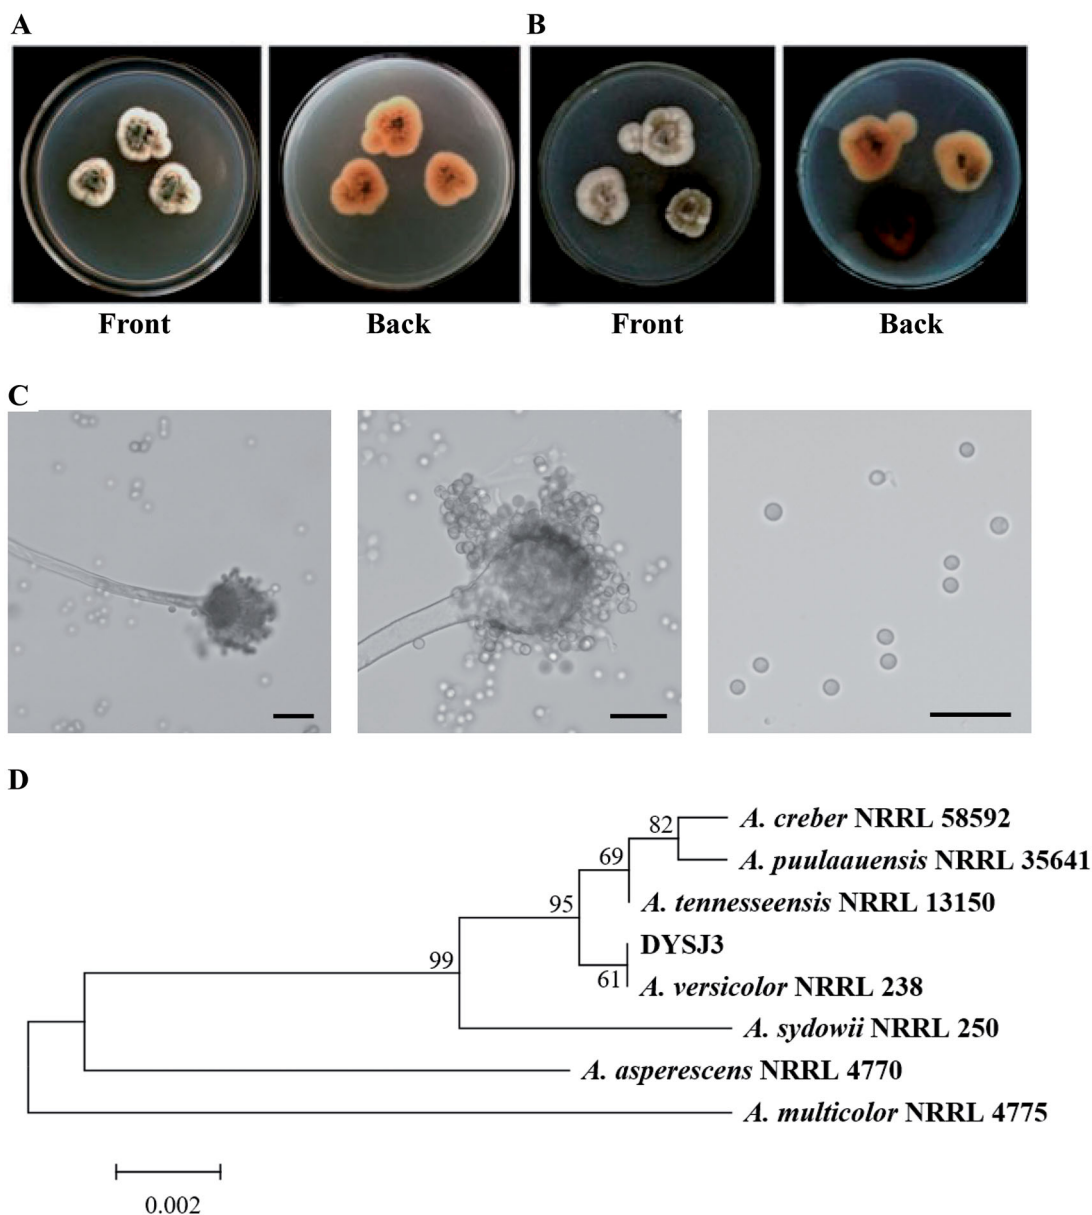 A
B
Front
Back
Front
Back
C
D
82
A. creber NRRL 58592
69
A. puulaauensis NRRL 35641
95
A. tennesseensis NRRL 13150
DYSJ3
99
61
A. versicolor NRRL 238
A. sydowii NRRL 250
A. asperescens NRRL 4770
A. multicolor NRRL 4775
0.002